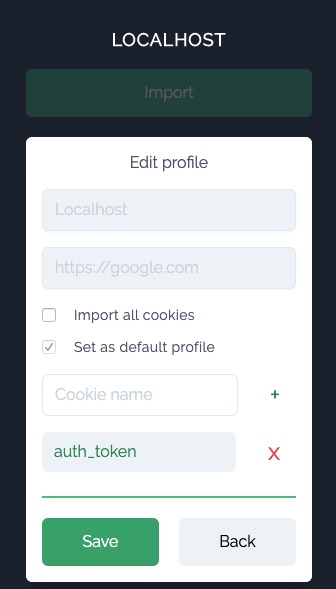 LOCALHOST
Import
Edit profile
Localhost
https://google.com
Import all cookies
Set as default profile
Cookie name
+
auth_token
X
Save
Back